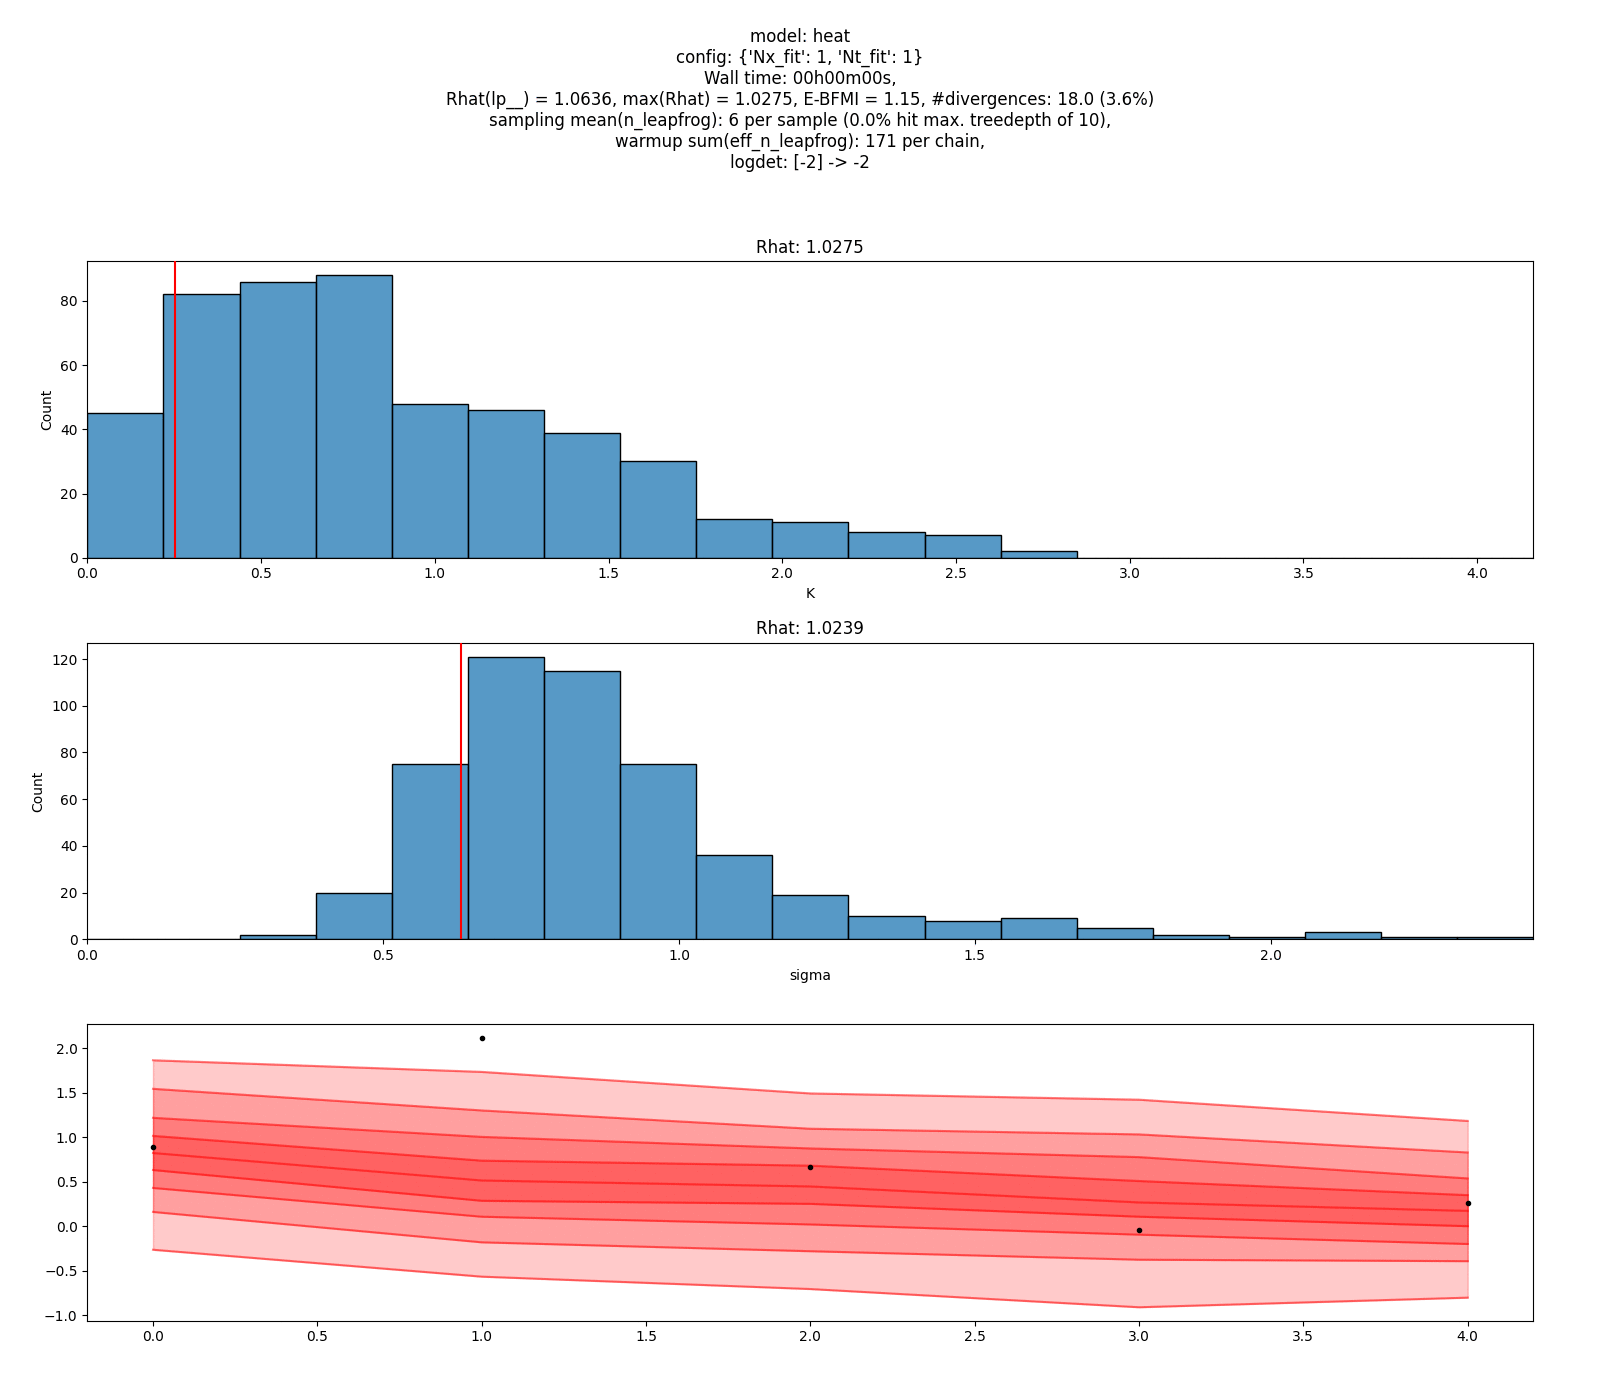 model: heat
config: {'Nx_fit': 1, 'Nt_fit': 1}
Wall time: 00h00m00s,
Rhat(lp__) = 1.0636, max(Rhat) = 1.0275, E-BFMI = 1.15, #divergences: 18.0 (3.6%)
sampling mean(n_leapfrog): 6 per sample (0.0% hit max. treedepth of 10),
warmup sum(eff_n_leapfrog): 171 per chain,
logdet: [-2] -> -2
Rhat: 1.0275
80
60
40
20
0
Count
0.0 0.5 1.0 1.5 2.0 2.5 3.0 3.5 4.0
K
Rhat: 1.0239
120
100
80
60
40
20
0
Count
0.0 0.5 1.0 1.5 2.0
sigma
2.0
1.5
1.0
0.5
0.0
−0.5
−1.0
0.0 0.5 1.0 1.5 2.0 2.5 3.0 3.5 4.0